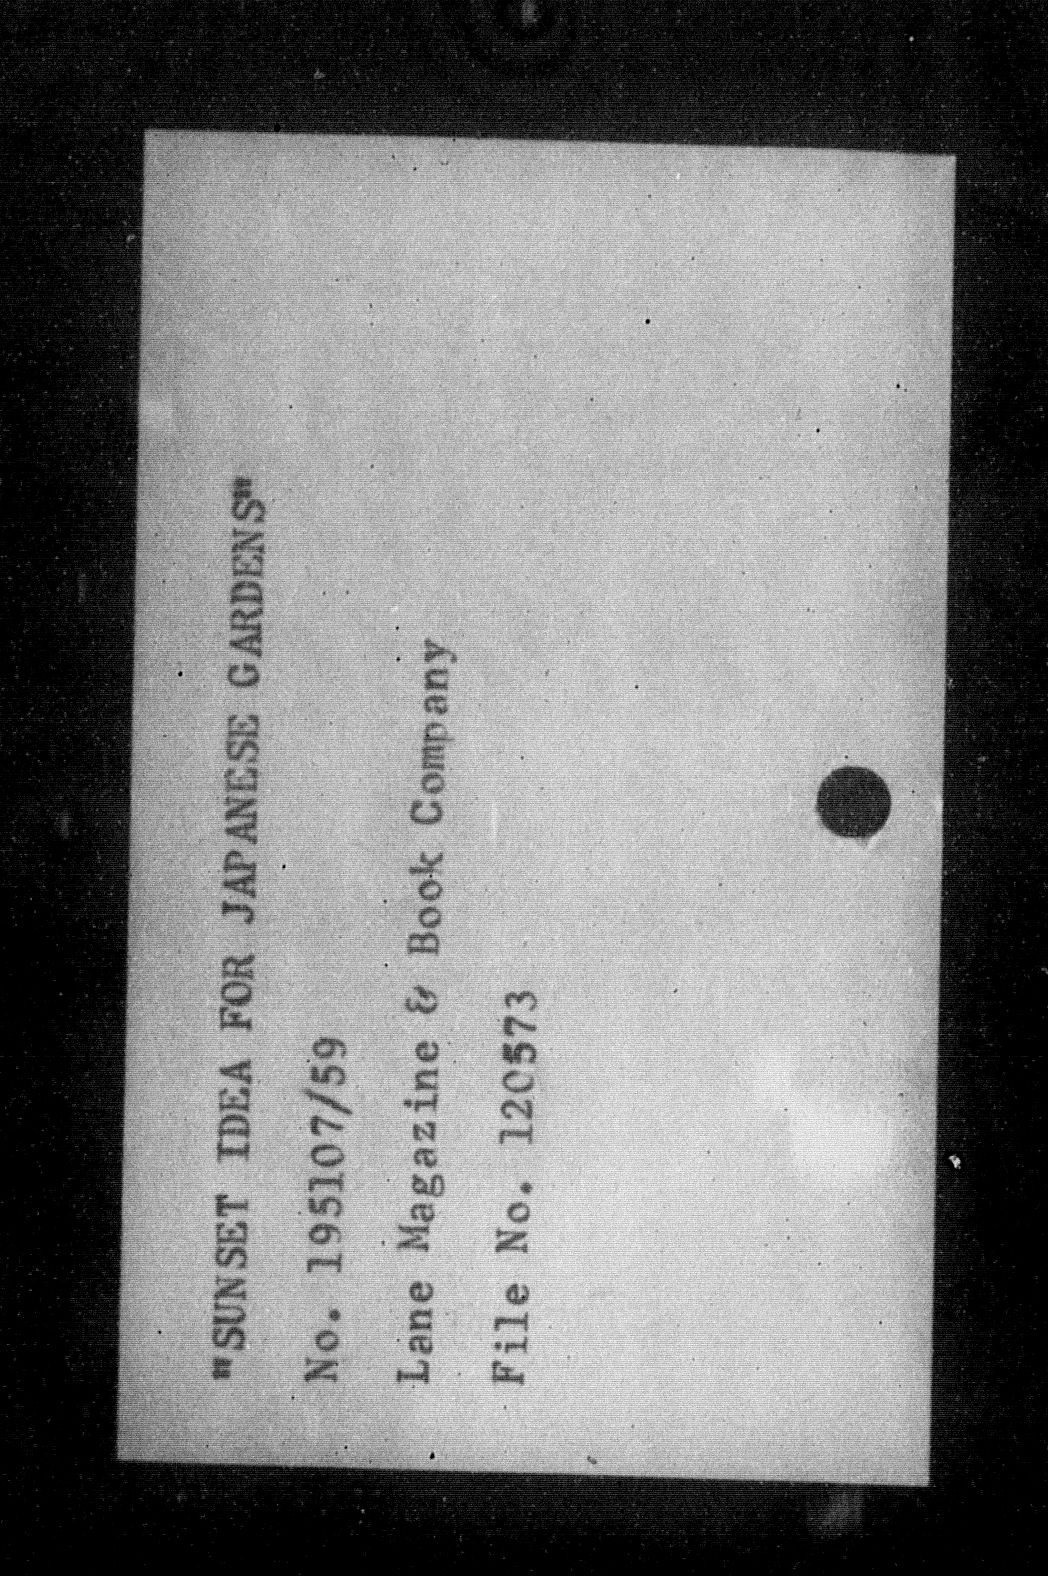 "SUNSET IDEA FOR JAPANESE GARDENS"
No. 195107/59
Lane Magazine & Book Company
File No. 120573